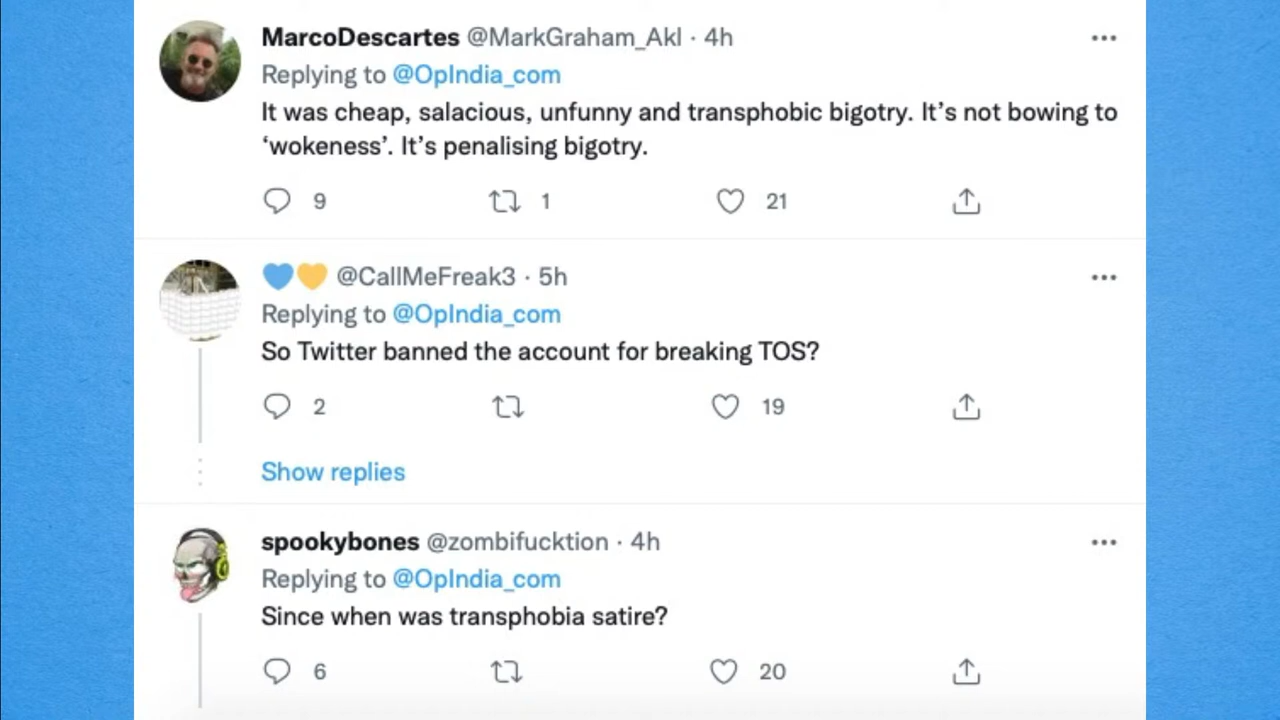 MarcoDescartes @MarkGraham_Akl · 4h
Replying to @OpIndia_com
It was cheap, salacious, unfunny and transphobic bigotry. It’s not bowing to
‘wokeness’. It’s penalising bigotry.
9 1 21
💙💛 @CallMeFreak3 · 5h
Replying to @OpIndia_com
So Twitter banned the account for breaking TOS?
2 19
Show replies
spookybones @zombifucktion · 4h
Replying to @OpIndia_com
Since when was transphobia satire?
6 20